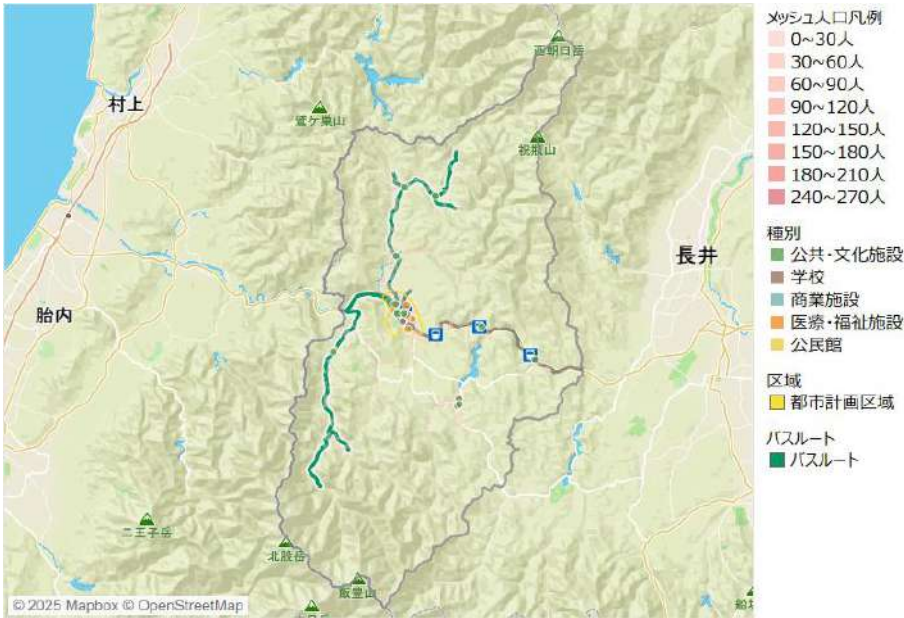 メッシュ人口凡例
0~30人
30~60人
60~90人
90~120人
120~150人
150~180人
180~210人
240~270人
種別
公共・文化施設
学校
商業施設
医療・福祉施設
公民館
区域
都市計画区域
バスルート
バスルート
西朝日岳
村上
鷲ケ巣山
祝瓶山
長井
胎内
二王子岳
北股岳
飯豊山
© 2025 Mapbox © OpenStreetMap